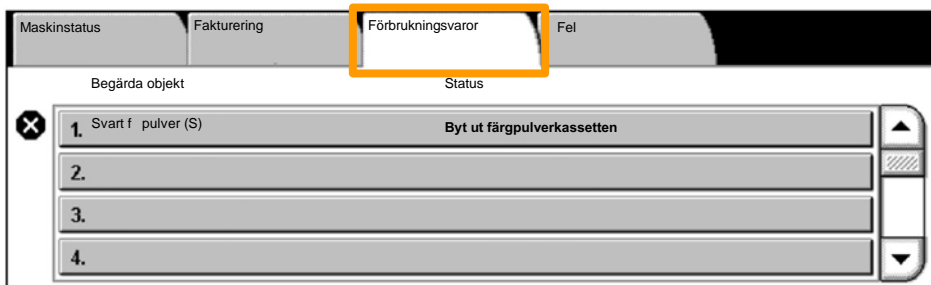 Maskinstatus Fakturering Förbrukningsvaror Fel
Begärda objekt Status
1. Svart f pulver (S) Byt ut färgpulverkassetten
2.
3.
4.